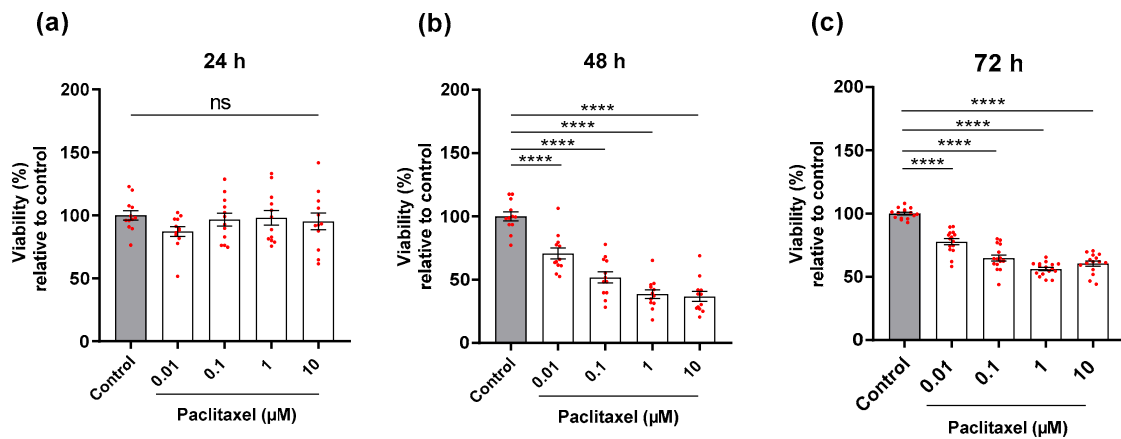 (a)
24 h
Viability (%)
relative to control
200
150
100
50
0
ns
Control
0.01
0.1
1
10
Paclitaxel (µM)
(b)
48 h
Viability (%)
relative to control
200
150
100
50
0
****
****
****
****
Control
0.01
0.1
1
10
Paclitaxel (µM)
(c)
72 h
Viability (%)
relative to control
200
150
100
50
0
****
****
****
****
Control
0.01
0.1
1
10
Paclitaxel (µM)